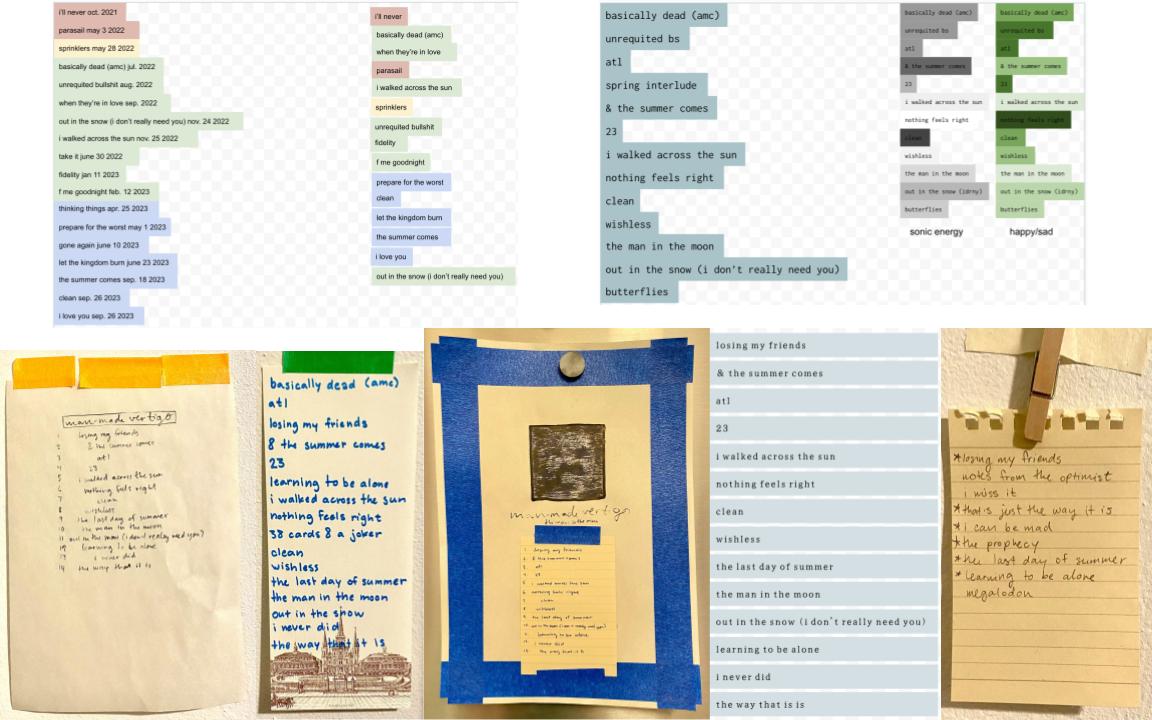 i'll never oct. 2021
parasail may 3 2022
sprinklers may 28 2022
basically dead (amc) jul. 2022
unrequited bullshit aug. 2022
when they're in love sep. 2022
out in the snow (i don't really need you) nov. 24 2022
i walked across the sun nov. 25 2022
take it june 30 2022
fidelity jan 11 2023
f me goodnight feb. 12 2023
thinking things apr. 25 2023
prepare for the worst may 1 2023
gone again june 10 2023
let the kingdom burn june 23 2023
the summer comes sep. 18 2023
clean sep. 26 2023
i love you sep. 26 2023
i'll never
basically dead (amc)
when they're in love
parasail
i walked across the sun
sprinklers
unrequited bullshit
fidelity
f me goodnight
prepare for the worst
clean
let the kingdom burn
the summer comes
i love you
out in the snow (i don't really need you)
basically dead (amc)
unrequited bs
atl
spring interlude
& the summer comes
23
i walked across the sun
nothing feels right
clean
wishless
the man in the moon
out in the snow (i don't really need you)
butterflies
basically dead (amc)
unrequited bs
atl
& the summer comes
23
i walked across the sun
nothing feels right
clean
wishless
the man in the moon
out in the snow (idrny)
butterflies
sonic energy
basically dead (amc)
unrequited bs
atl
& the summer comes
23
i walked across the sun
nothing feels right
clean
wishless
the man in the moon
out in the snow (idrny)
butterflies
happy/sad
man-made vertigo
1 losing my friends
2 & the summer comes
3 atl
4 23
5 i walked across the sun
6 nothing feels right
7 clean
8 wishless
9 the last day of summer
10 the man in the moon
11 out in the snow (i don't really need you)
12 learning to be alone
13 i never did
14 the way that it is
basically dead (amc)
atl
losing my friends
& the summer comes
23
learning to be alone
i walked across the sun
nothing feels right
38 cards & a joker
clean
wishless
the last day of summer
the man in the moon
out in the snow
i never did
the way that it is
man-made vertigo
1. losing my friends
2. & the summer comes
3. atl
4. 23
5. i walked across the sun
6. nothing feels right
7. clean
8. wishless
9. the last day of summer
10. the man in the moon
11. out in the snow (i don't really need you)
12. learning to be alone
13. i never did
14. the way that it is
losing my friends
& the summer comes
atl
23
i walked across the sun
nothing feels right
clean
wishless
the last day of summer
the man in the moon
out in the snow (i don't really need you)
learning to be alone
i never did
the way that is is
*losing my friends
notes from the optimist
i miss it
*that's just the way it is
*i can be mad
*the prophecy
*the last day of summer
*learning to be alone
megalodon